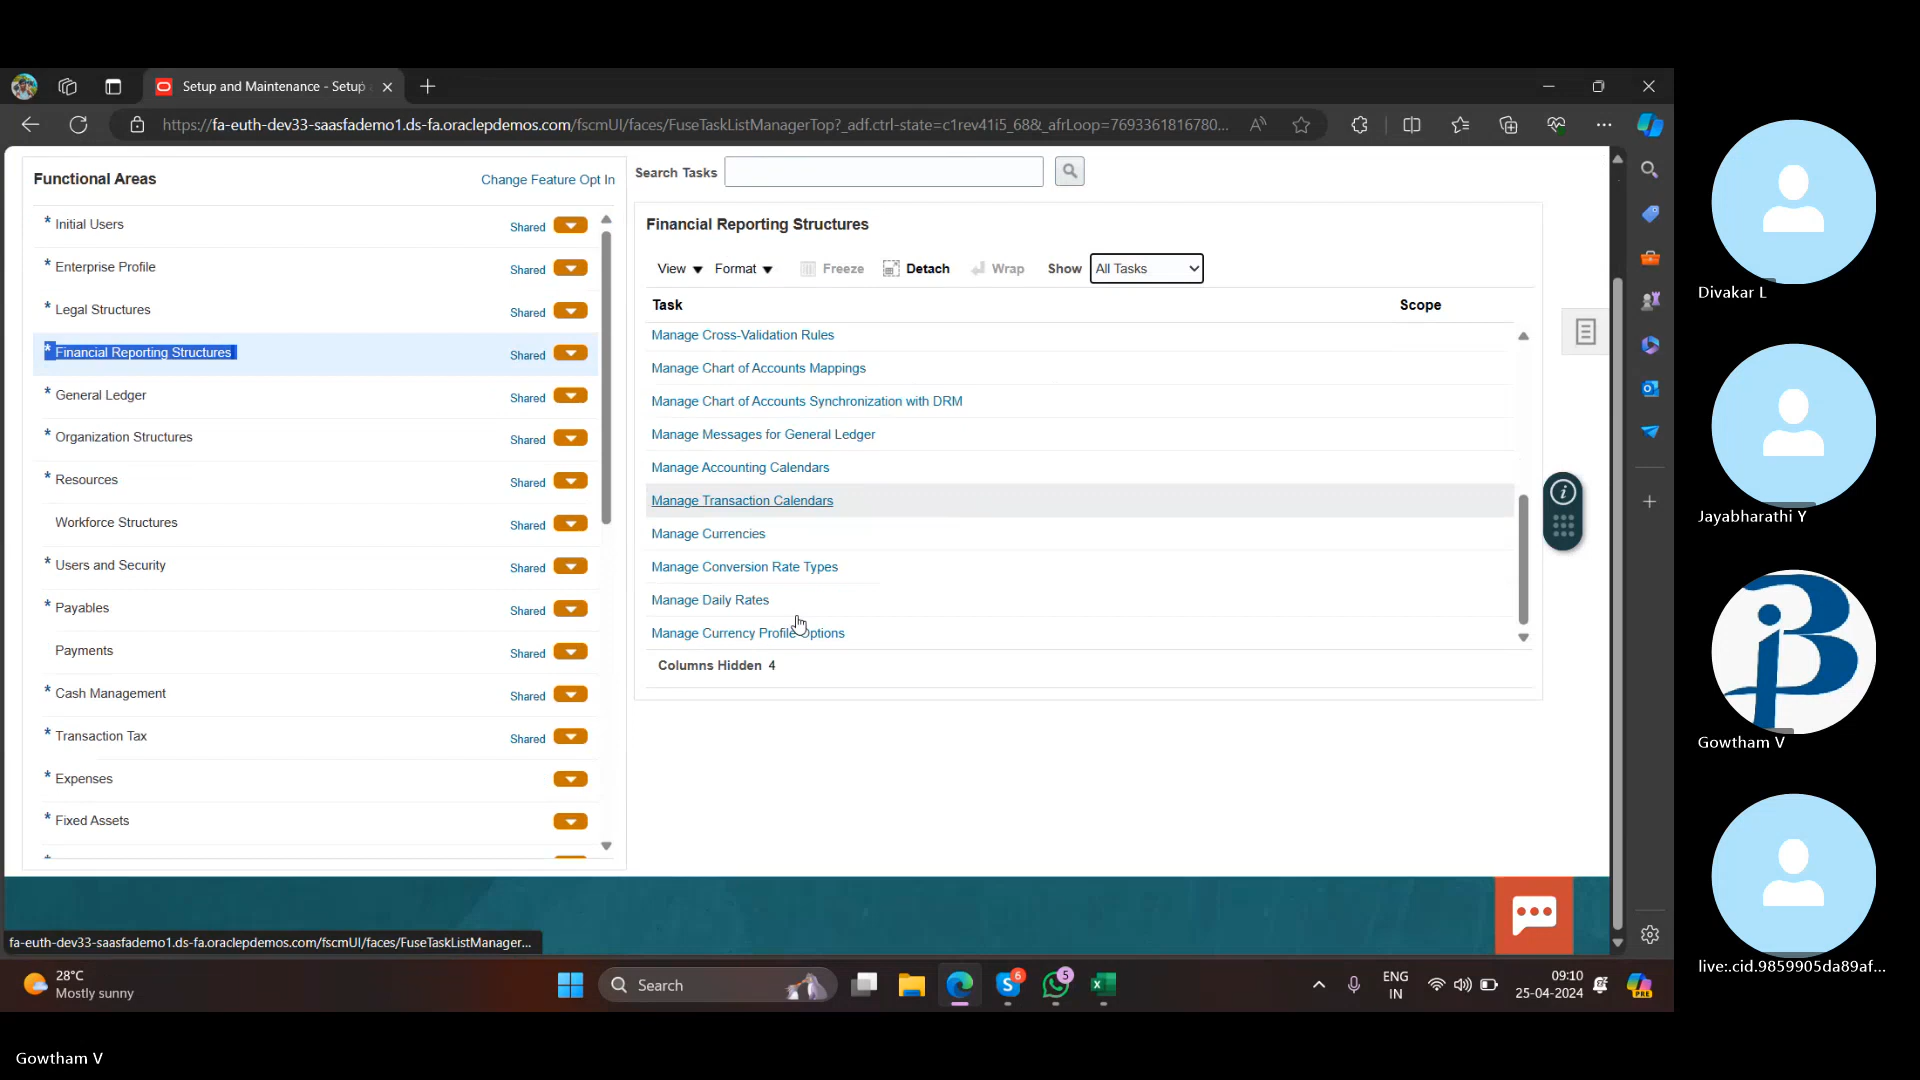 Setup and Maintenance - Setup
https://fa-euth-dev33-saasfademo1.ds-fa.oraclepdemos.com/fscmUI/faces/FuseTaskListManagerTop?_adf.ctrl-state=c1rev41i5_68&_afrLoop=7693361816780...
Functional Areas
Change Feature Opt In
* Initial Users Shared
* Enterprise Profile Shared
* Legal Structures Shared
* Financial Reporting Structures Shared
* General Ledger Shared
* Organization Structures Shared
* Resources Shared
Workforce Structures Shared
* Users and Security Shared
* Payables Shared
Payments Shared
* Cash Management Shared
* Transaction Tax Shared
* Expenses
* Fixed Assets
Search Tasks
Financial Reporting Structures
View Format Freeze Detach Wrap Show All Tasks
Task Scope
Manage Cross-Validation Rules
Manage Chart of Accounts Mappings
Manage Chart of Accounts Synchronization with DRM
Manage Messages for General Ledger
Manage Accounting Calendars
Manage Transaction Calendars
Manage Currencies
Manage Conversion Rate Types
Manage Daily Rates
Manage Currency Profile Options
Columns Hidden 4
fa-euth-dev33-saasfademo1.ds-fa.oraclepdemos.com/fscmUI/faces/FuseTaskListManager...
28°C
Mostly sunny
Search
6
5
PRE
ENG
IN
09:10
25-04-2024
Divakar L
Jayabharathi Y
Gowtham V
live:.cid.9859905da89af...
Gowtham V